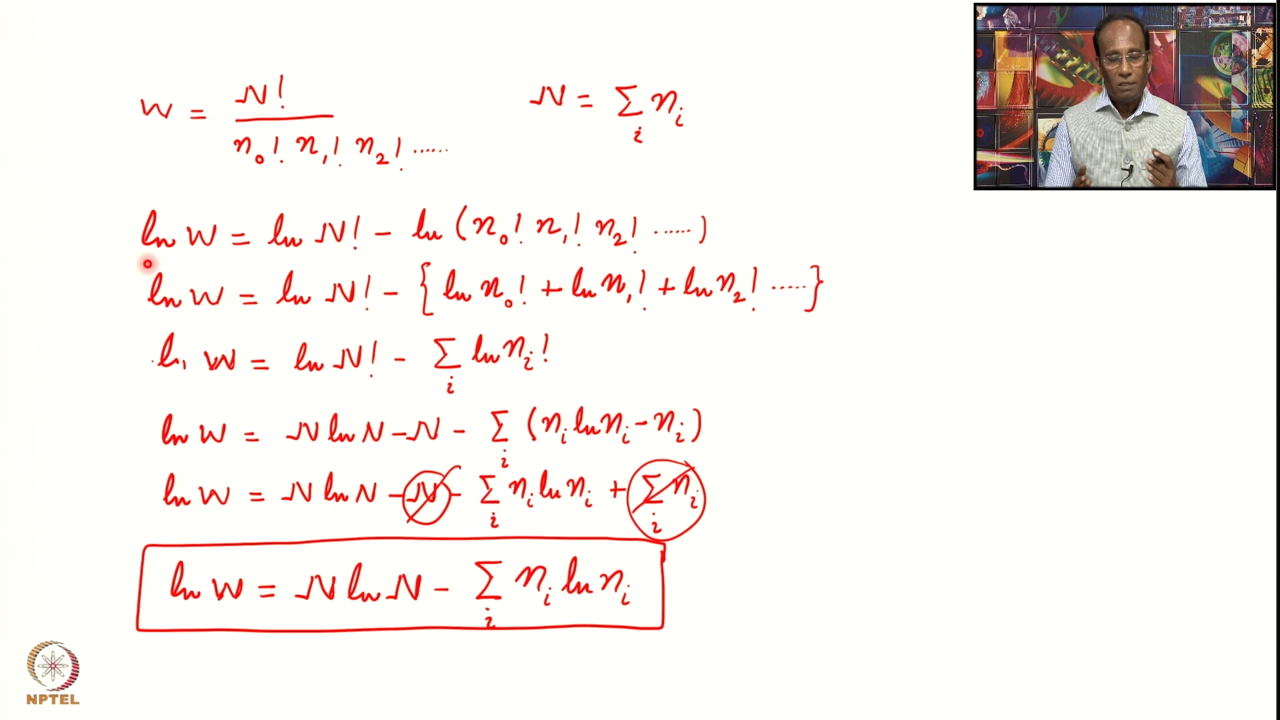 W = N! / n₀! n₁! n₂! ......    N = Σᵢ nᵢ
ln W = ln N! − ln (n₀! n₁! n₂! ......)
ln W = ln N! − { ln n₀! + ln n₁! + ln n₂! ..... }
ln W = ln N! − Σᵢ ln nᵢ!
ln W = N ln N − N − Σᵢ (nᵢ ln nᵢ − nᵢ)
ln W = N ln N − N − Σᵢ nᵢ ln nᵢ + Σᵢ nᵢ
ln W = N ln N − Σᵢ nᵢ ln nᵢ
NPTEL